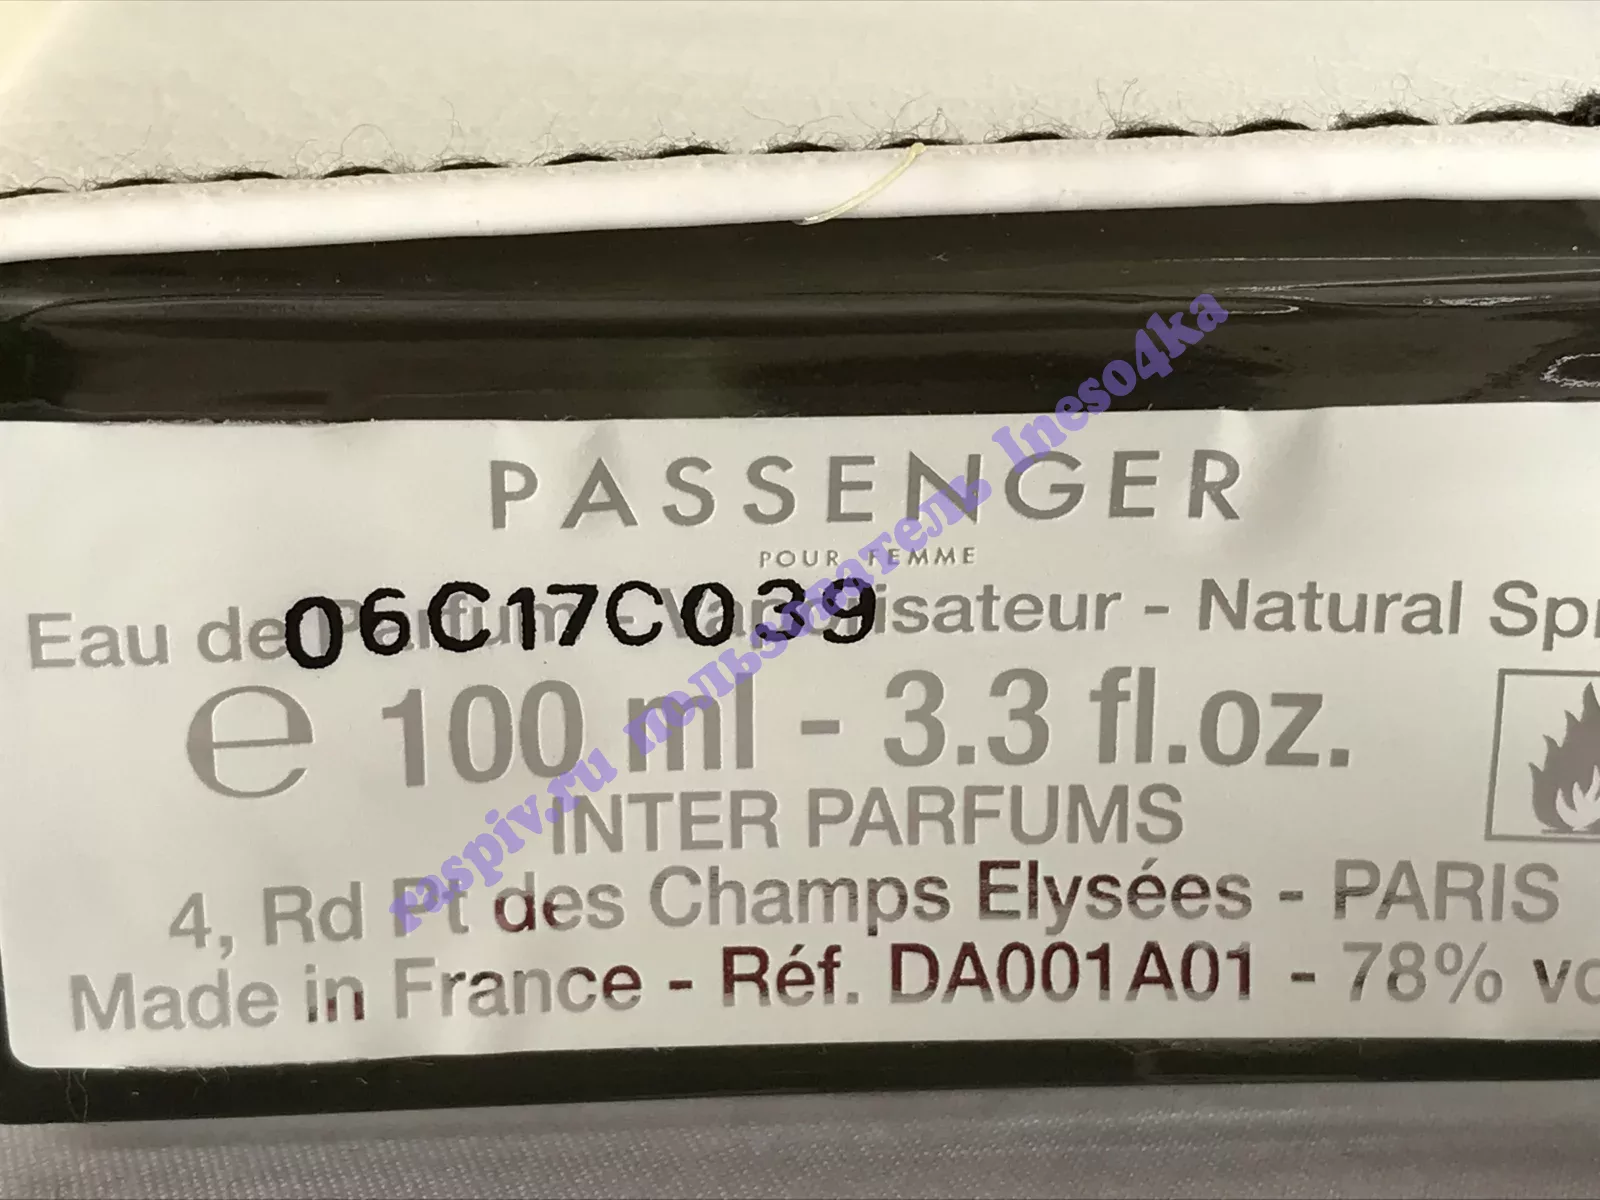 PASSENGER
POUR FEMME
Eau de Parfum - Vaporisateur - Natural Spr
06C17C039
e 100 ml - 3.3 fl.oz.
INTER PARFUMS
4, Rd Pt des Champs Elysées - PARIS
Made in France - Réf. DA001A01 - 78% vo
raspiv.ru пользователь Ineso4ka